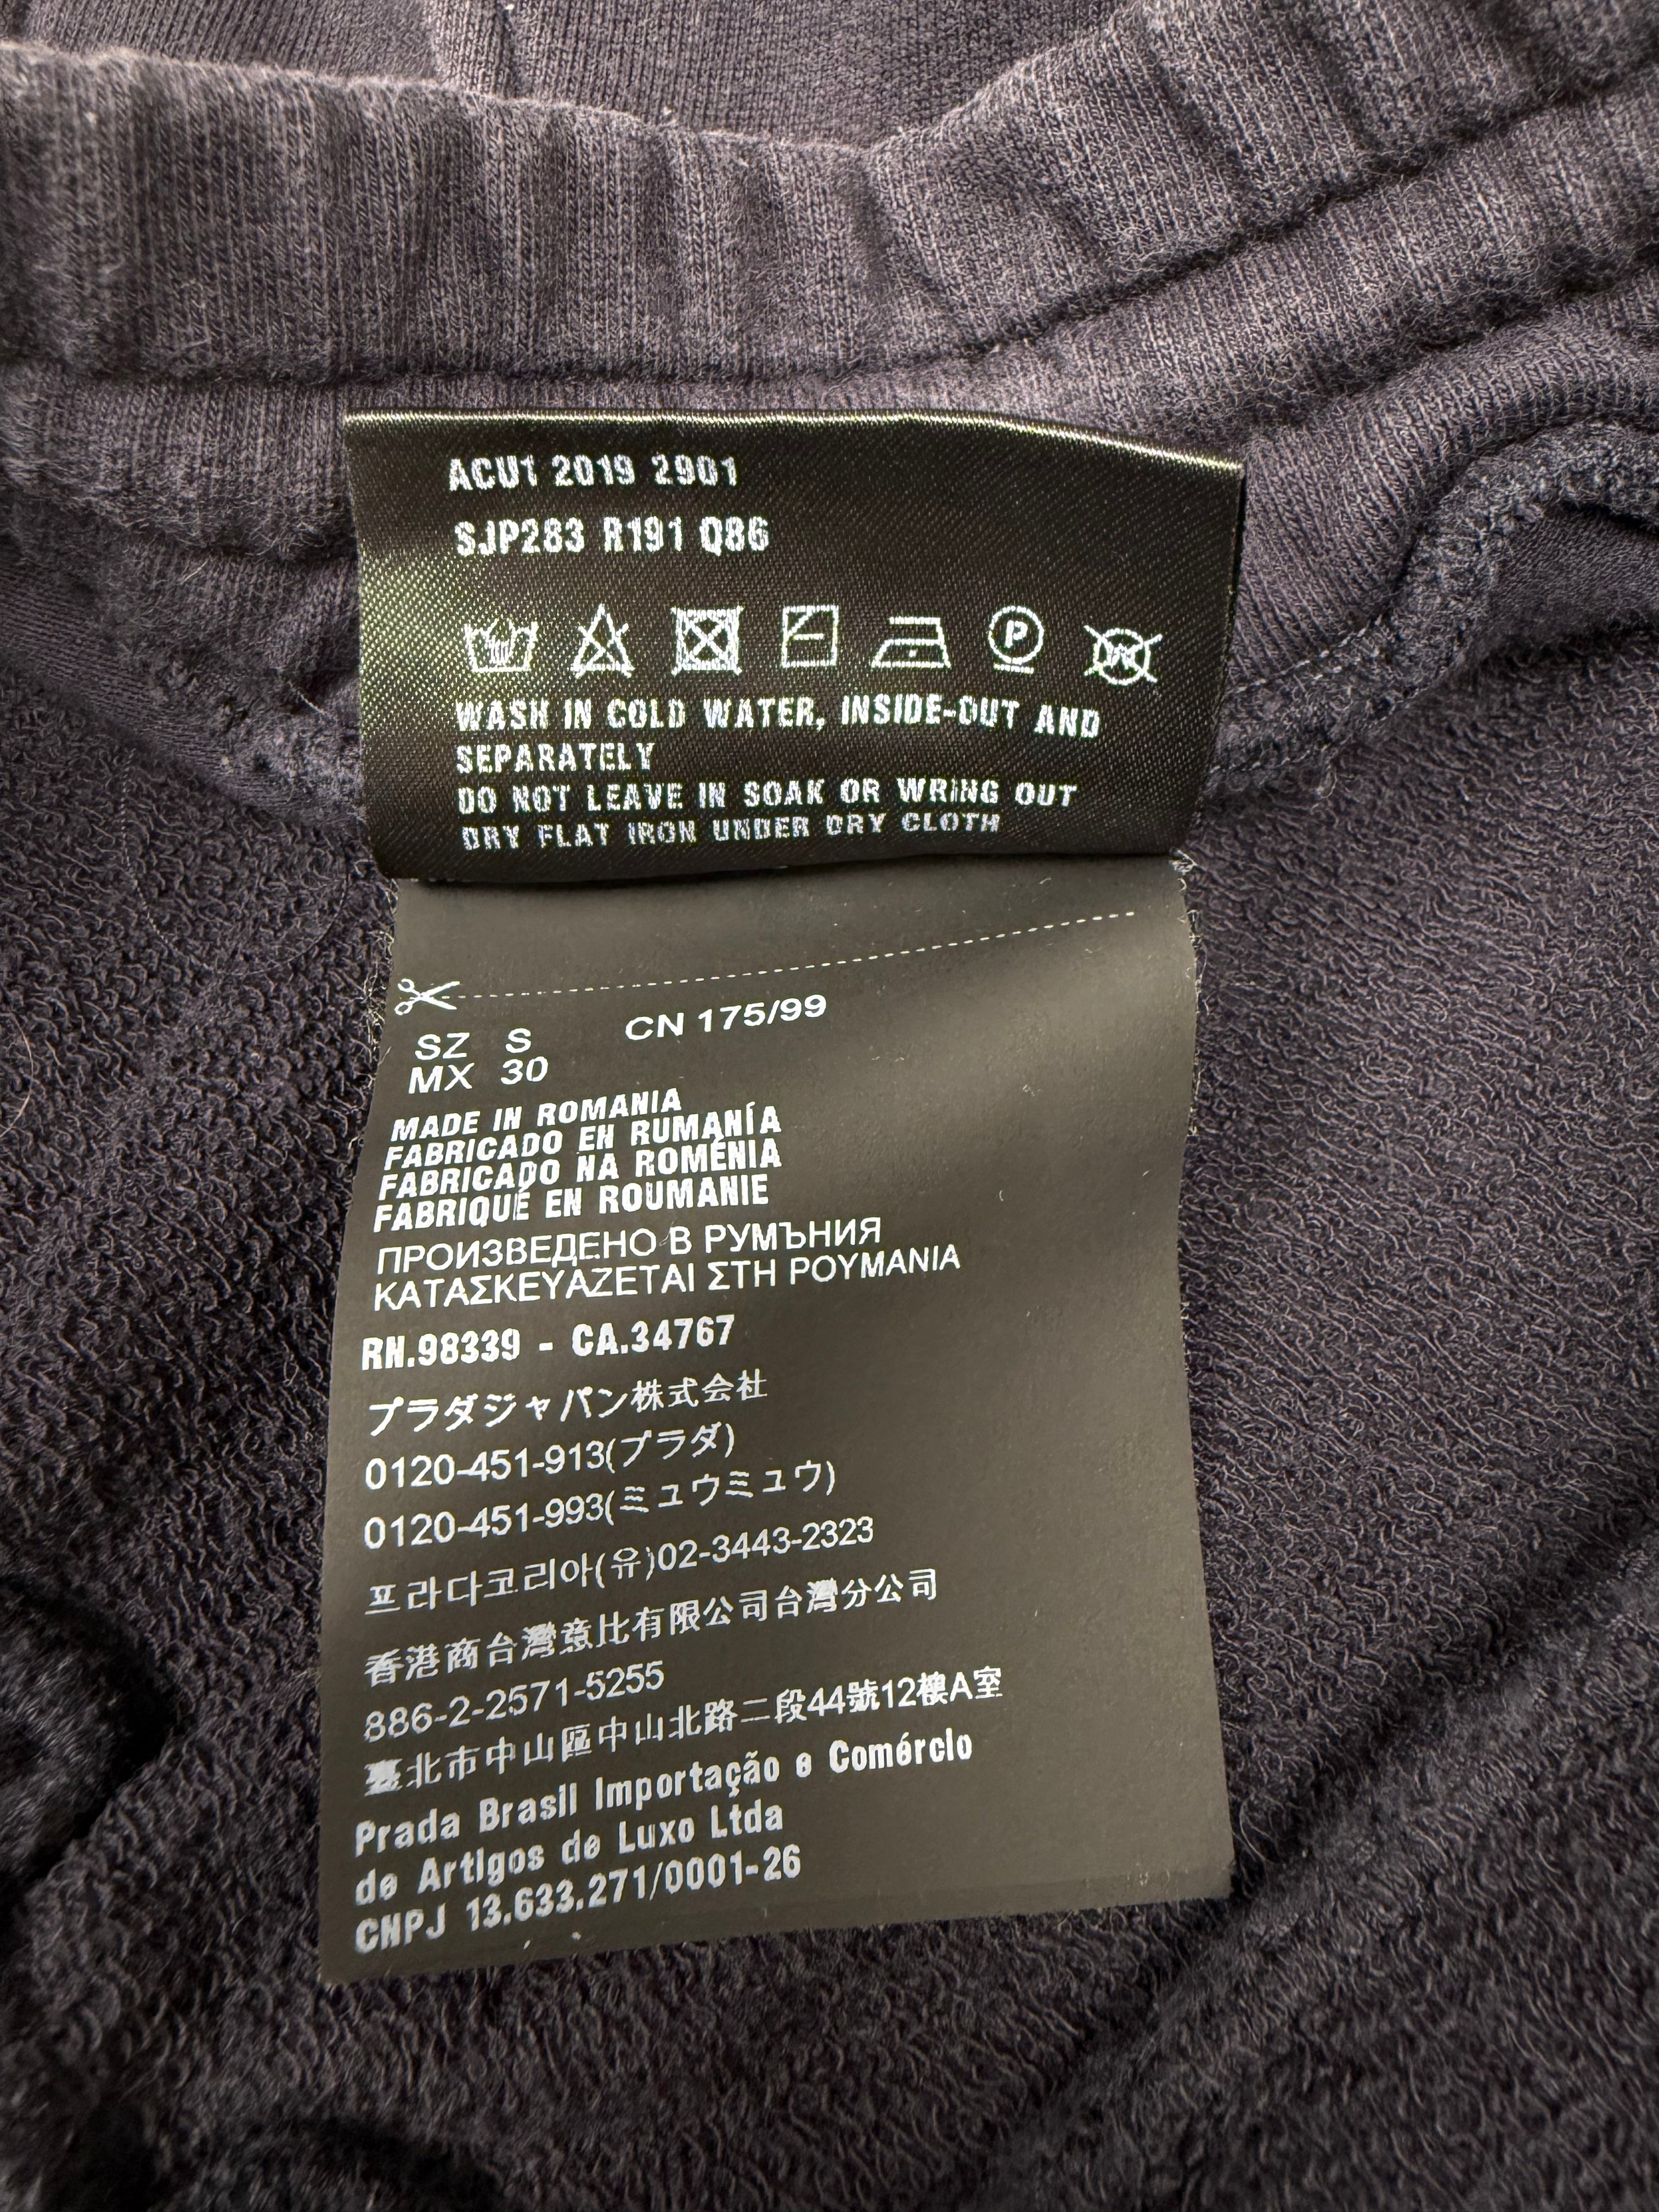 ACU1 2019 2901
SJP283 R191 Q86
P
W
WASH IN COLD WATER, INSIDE-OUT AND
SEPARATELY
DO NOT LEAVE IN SOAK OR WRING OUT
DRY FLAT IRON UNDER DRY CLOTH
SZ S CN 175/99
MX 30
MADE IN ROMANIA
FABRICADO EN RUMANÍA
FABRICADO NA ROMÉNIA
FABRIQUÉ EN ROUMANIE
ПРОИЗВЕДЕНО В РУМЪНИЯ
ΚΑΤΑΣΚΕΥΑΖΕΤΑΙ ΣΤΗ ΡΟΥΜΑΝΙΑ
RN.98339 - CA.34767
プラダジャパン株式会社
0120-451-913(プラダ)
0120-451-993(ミュウミュウ)
프라다코리아(유)02-3443-2323
香港商台灣意比有限公司台灣分公司
886-2-2571-5255
臺北市中山區中山北路二段44號12樓A室
Prada Brasil Importação e Comércio
de Artigos de Luxo Ltda
CNPJ 13.633.271/0001-26